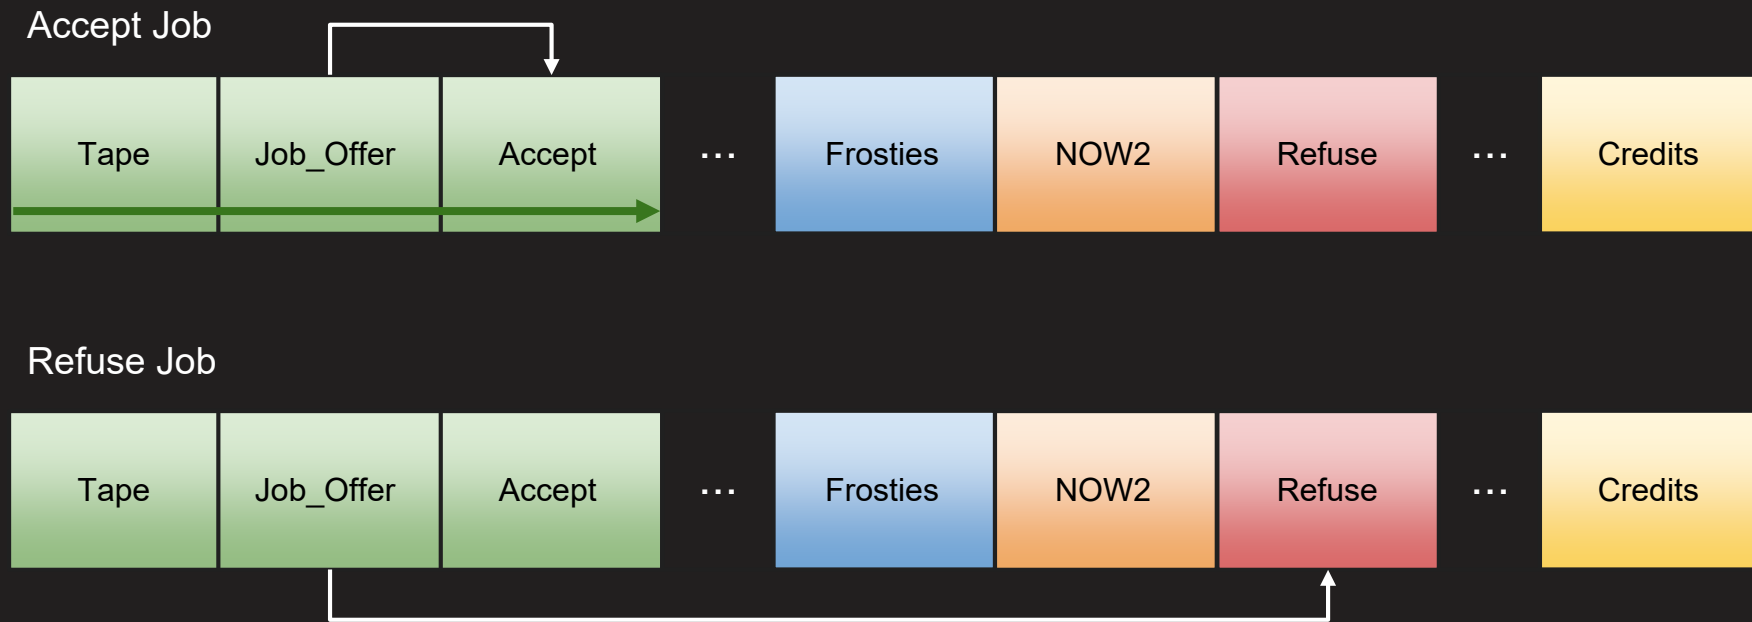 Accept Job
Tape Job_Offer Accept ... Frosties NOW2 Refuse ... Credits
Refuse Job
Tape Job_Offer Accept ... Frosties NOW2 Refuse ... Credits